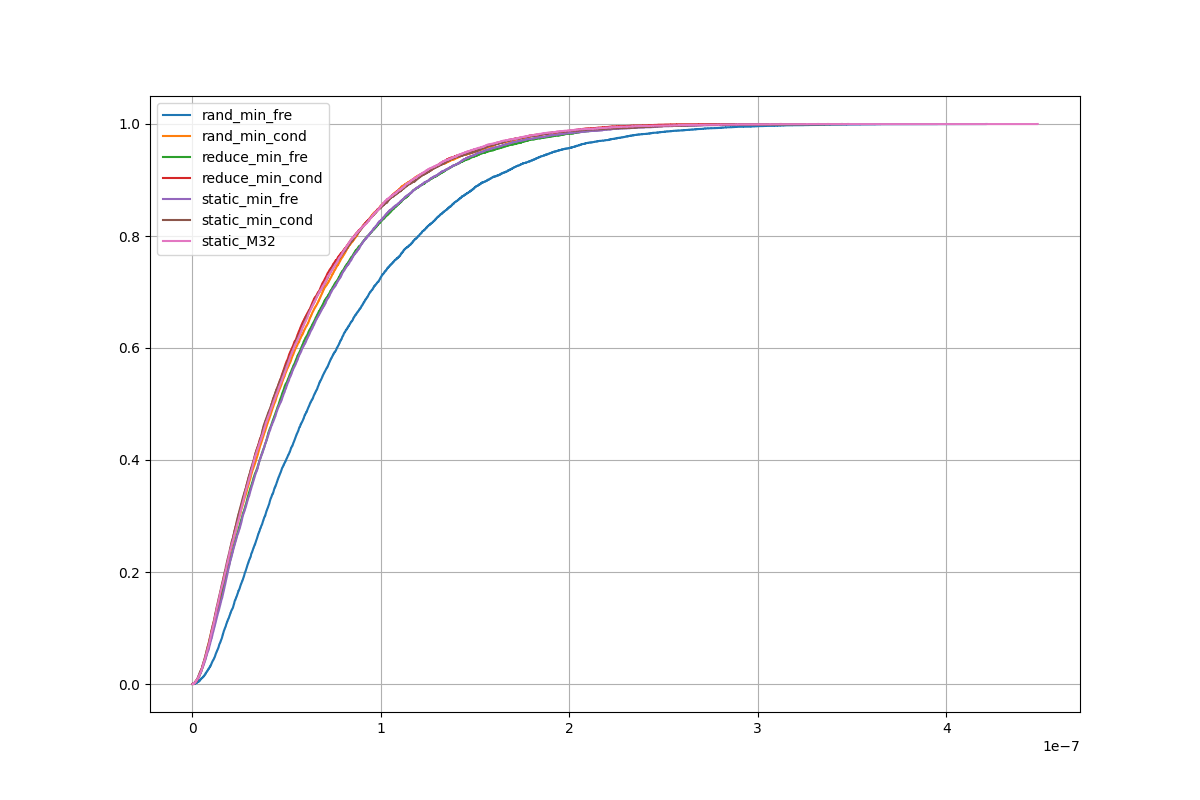 rand_min_fre
rand_min_cond
reduce_min_fre
reduce_min_cond
static_min_fre
static_min_cond
static_M32
1.0
0.8
0.6
0.4
0.2
0.0
0 1 2 3 4
1e−7